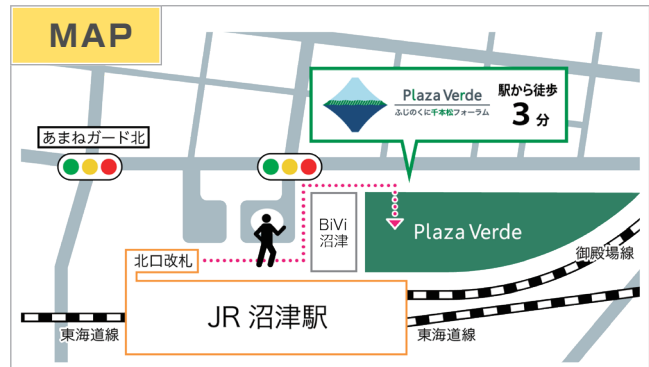 MAP
Plaza Verde
ふじのくに千本松フォーラム
駅から徒歩
3分
あまねガード北
BiVi
沼津
Plaza Verde
北口改札
御殿場線
JR 沼津駅
東海道線
東海道線